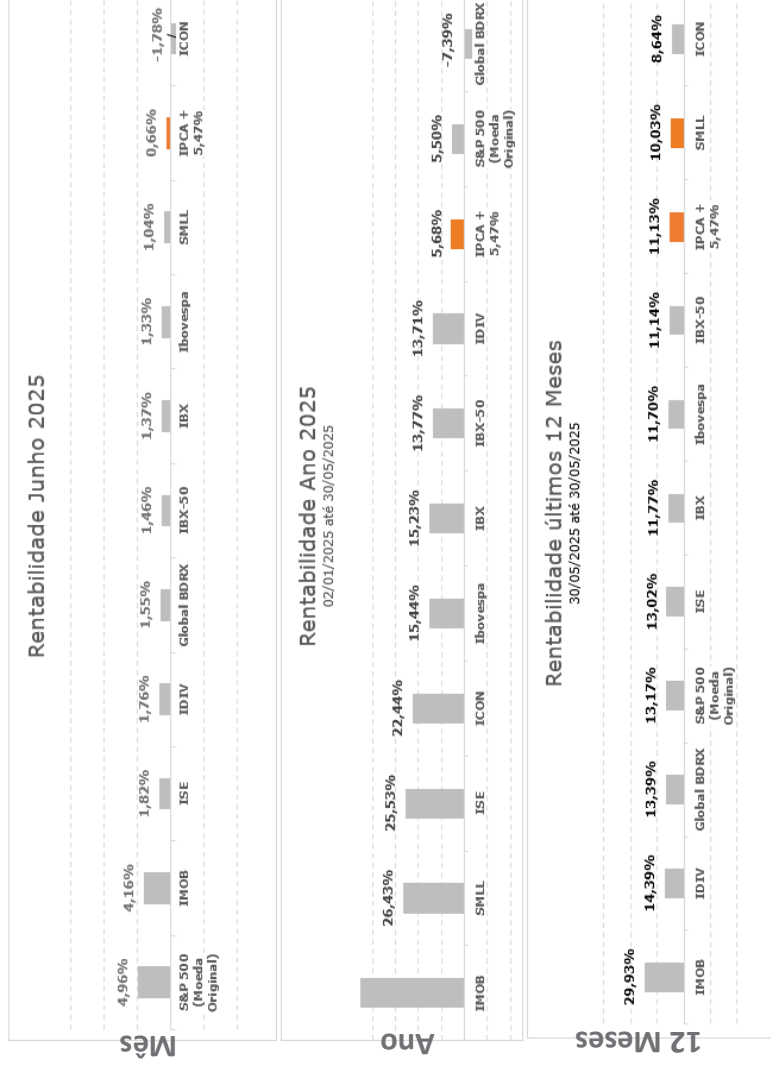 Mês
Rentabilidade Junho 2025
4,96%
4,16%
1,82%
1,76%
1,55%
1,46%
1,37%
1,33%
1,04%
0,66%
-1,78%
S&P 500
(Moeda
Original)
IMOB
ISE
IDIV
Global BDRX
IBX-50
IBX
Ibovespa
SMLL
IPCA +
5,47%
ICON
Ano
Rentabilidade Ano 2025
02/01/2025 até 30/05/2025
26,43%
25,53%
22,44%
15,44%
15,23%
13,77%
13,71%
5,68%
5,50%
-7,39%
IMOB
SMLL
ISE
ICON
Ibovespa
IBX
IBX-50
IDIV
IPCA +
5,47%
S&P 500
(Moeda
Original)
Global BDRX
12 Meses
Rentabilidade últimos 12 Meses
30/05/2025 até 30/05/2025
29,93%
14,39%
13,39%
13,17%
13,02%
11,77%
11,70%
11,14%
11,13%
10,03%
8,64%
IMOB
IDIV
Global BDRX
S&P 500
(Moeda
Original)
ISE
IBX
Ibovespa
IBX-50
IPCA +
5,47%
SMLL
ICON